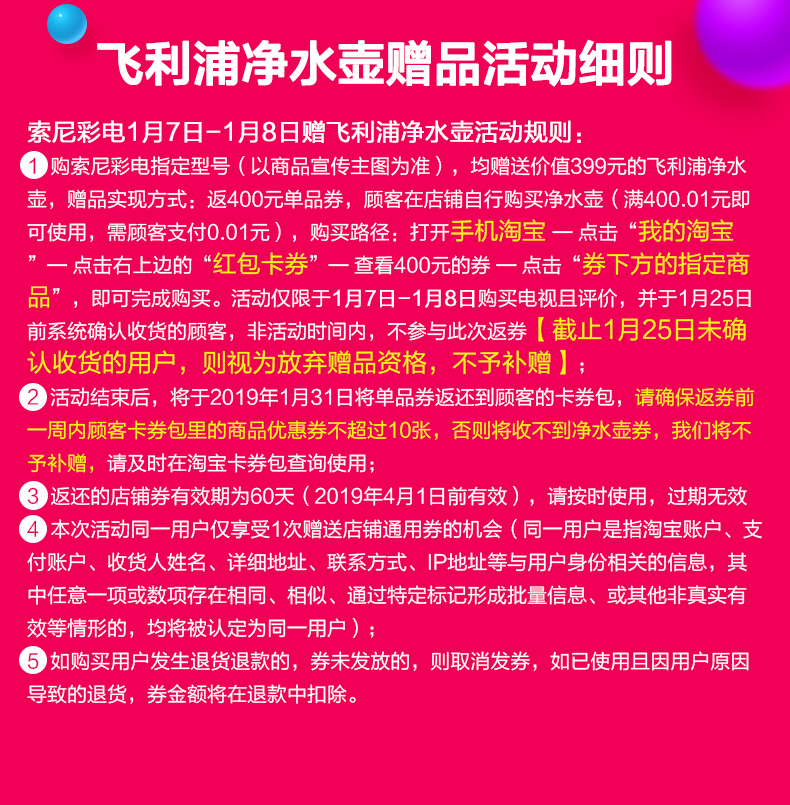 飞利浦净水壶赠品活动细则
索尼彩电1月7日-1月8日赠飞利浦净水壶活动规则:
1 购索尼彩电指定型号(以商品宣传主图为准),均赠送价值399元的飞利浦净水
壶,赠品实现方式:返400元单品券,顾客在店铺自行购买净水壶(满400.01元即
可使用,需顾客支付0.01元),购买路径:打开手机淘宝 — 点击“我的淘宝
”— 点击右上边的“红包卡券”— 查看400元的券 — 点击“券下方的指定商
品”,即可完成购买。活动仅限于1月7日-1月8日购买电视且评价,并于1月25日
前系统确认收货的顾客,非活动时间内,不参与此次返券【截止1月25日未确
认收货的用户,则视为放弃赠品资格,不予补赠】;
2 活动结束后,将于2019年1月31日将单品券返还到顾客的卡券包,请确保返券前
一周内顾客卡券包里的商品优惠券不超过10张,否则将收不到净水壶券,我们将不
予补赠,请及时在淘宝卡券包查询使用;
3 返还的店铺券有效期为60天(2019年4月1日前有效),请按时使用,过期无效
4 本次活动同一用户仅享受1次赠送店铺通用券的机会(同一用户是指淘宝账户、支
付账户、收货人姓名、详细地址、联系方式、IP地址等与用户身份相关的信息,其
中任意一项或数项存在相同、相似、通过特定标记形成批量信息、或其他非真实有
效等情形的,均将被认定为同一用户);
5 如购买用户发生退货退款的,券未发放的,则取消发券,如已使用且因用户原因
导致的退货,券金额将在退款中扣除。